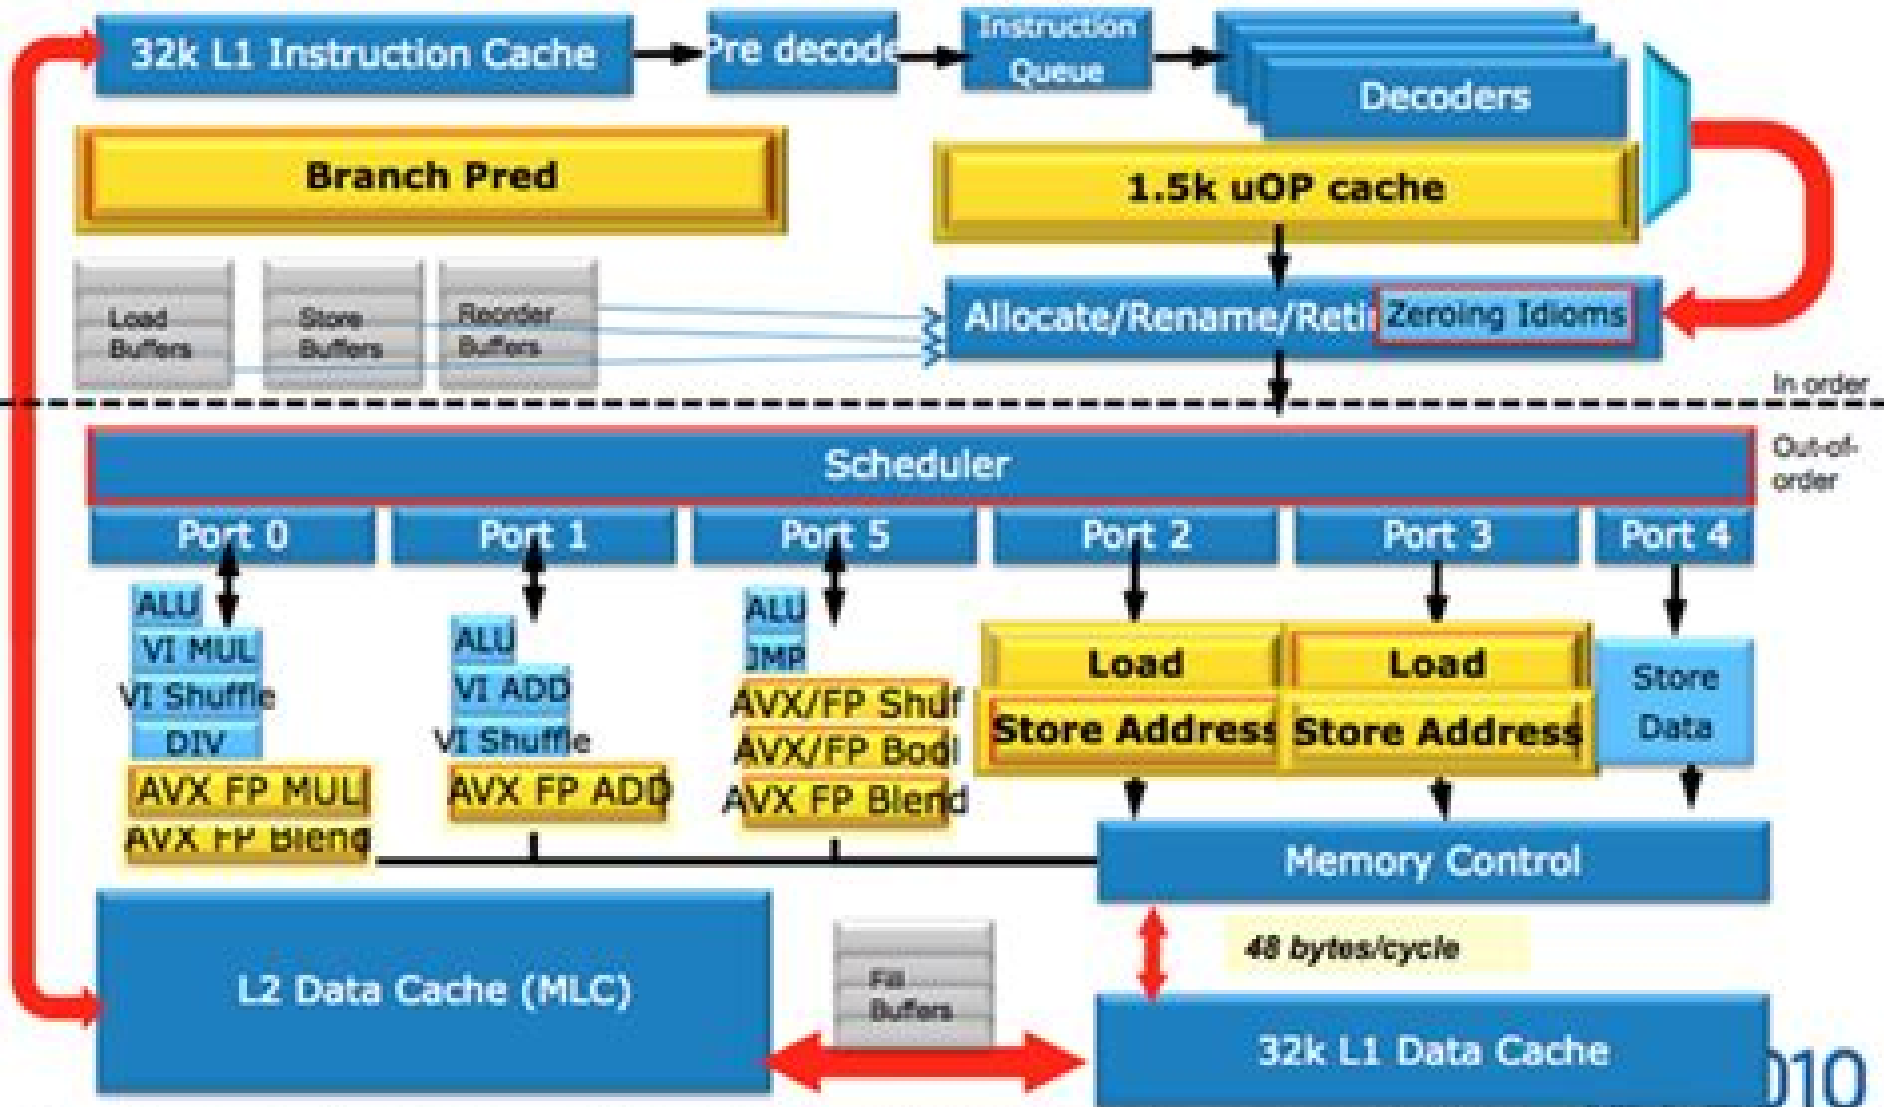 32k L1 Instruction Cache
Pre decode
Instruction
Queue
Decoders
Branch Pred
1.5k uOP cache
Load
Buffers
Store
Buffers
Reorder
Buffers
Allocate/Rename/Reti
Zeroing Idioms
In order
Out-of-
order
Scheduler
Port 0
Port 1
Port 5
Port 2
Port 3
Port 4
ALU
VI MUL
VI Shuffle
DIV
AVX FP MUL
AVX FP Blend
ALU
VI ADD
VI Shuffle
AVX FP ADD
ALU
JMP
AVX/FP Shuf
AVX/FP Bool
AVX FP Blend
Load
Store Address
Load
Store Address
Store
Data
Memory Control
48 bytes/cycle
L2 Data Cache (MLC)
Fill
Buffers
32k L1 Data Cache
010